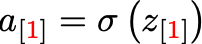 a[1] = σ (z[1])